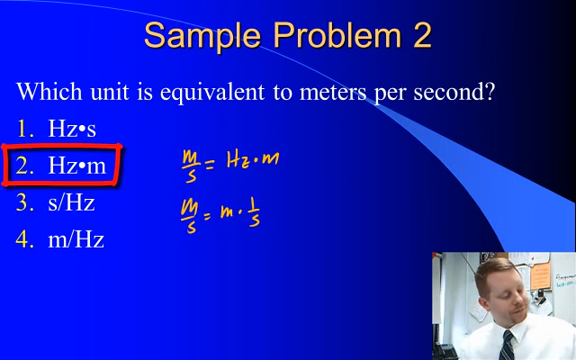 Sample Problem 2
Which unit is equivalent to meters per second?
1. Hz•s
2. Hz•m
3. s/Hz
4. m/Hz
m/s = Hz·m
m/s = m·1/s